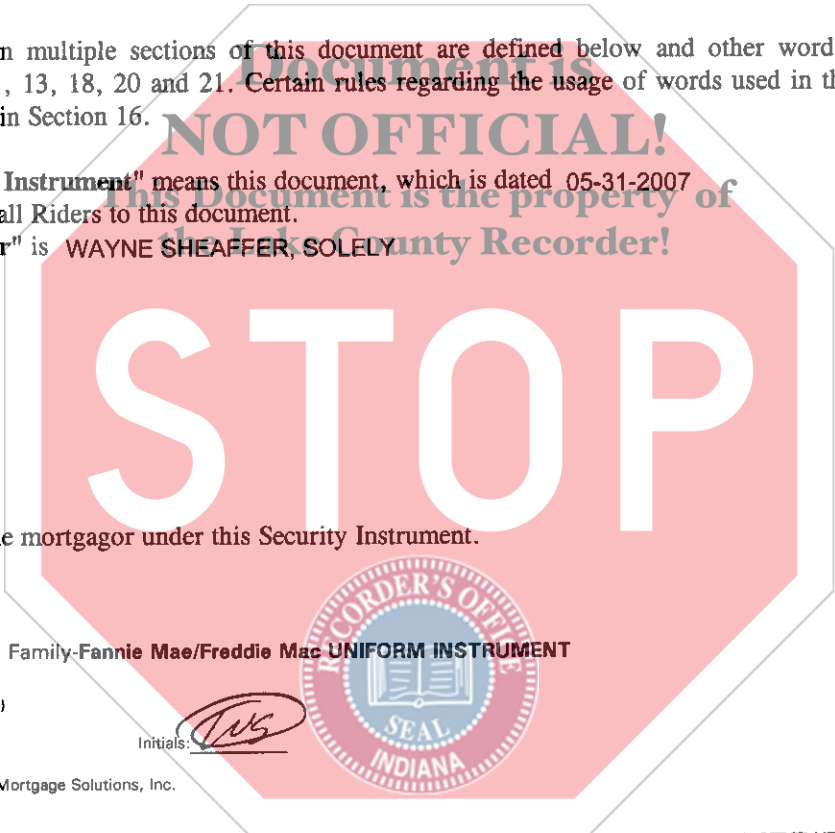 n multiple sections of this document are defined below and other word
, 13, 18, 20 and 21. Certain rules regarding the usage of words used in th
in Section 16.
Document is
NOT OFFICIAL!
This Document is the property of
the Lake County Recorder!
Instrument" means this document, which is dated 05-31-2007
all Riders to this document.
r" is WAYNE SHEAFFER, SOLELY
STOP
e mortgagor under this Security Instrument.
RECORDER'S OFFICE
SEAL
INDIANA
Family-Fannie Mae/Freddie Mac UNIFORM INSTRUMENT
Initials:
Mortgage Solutions, Inc.